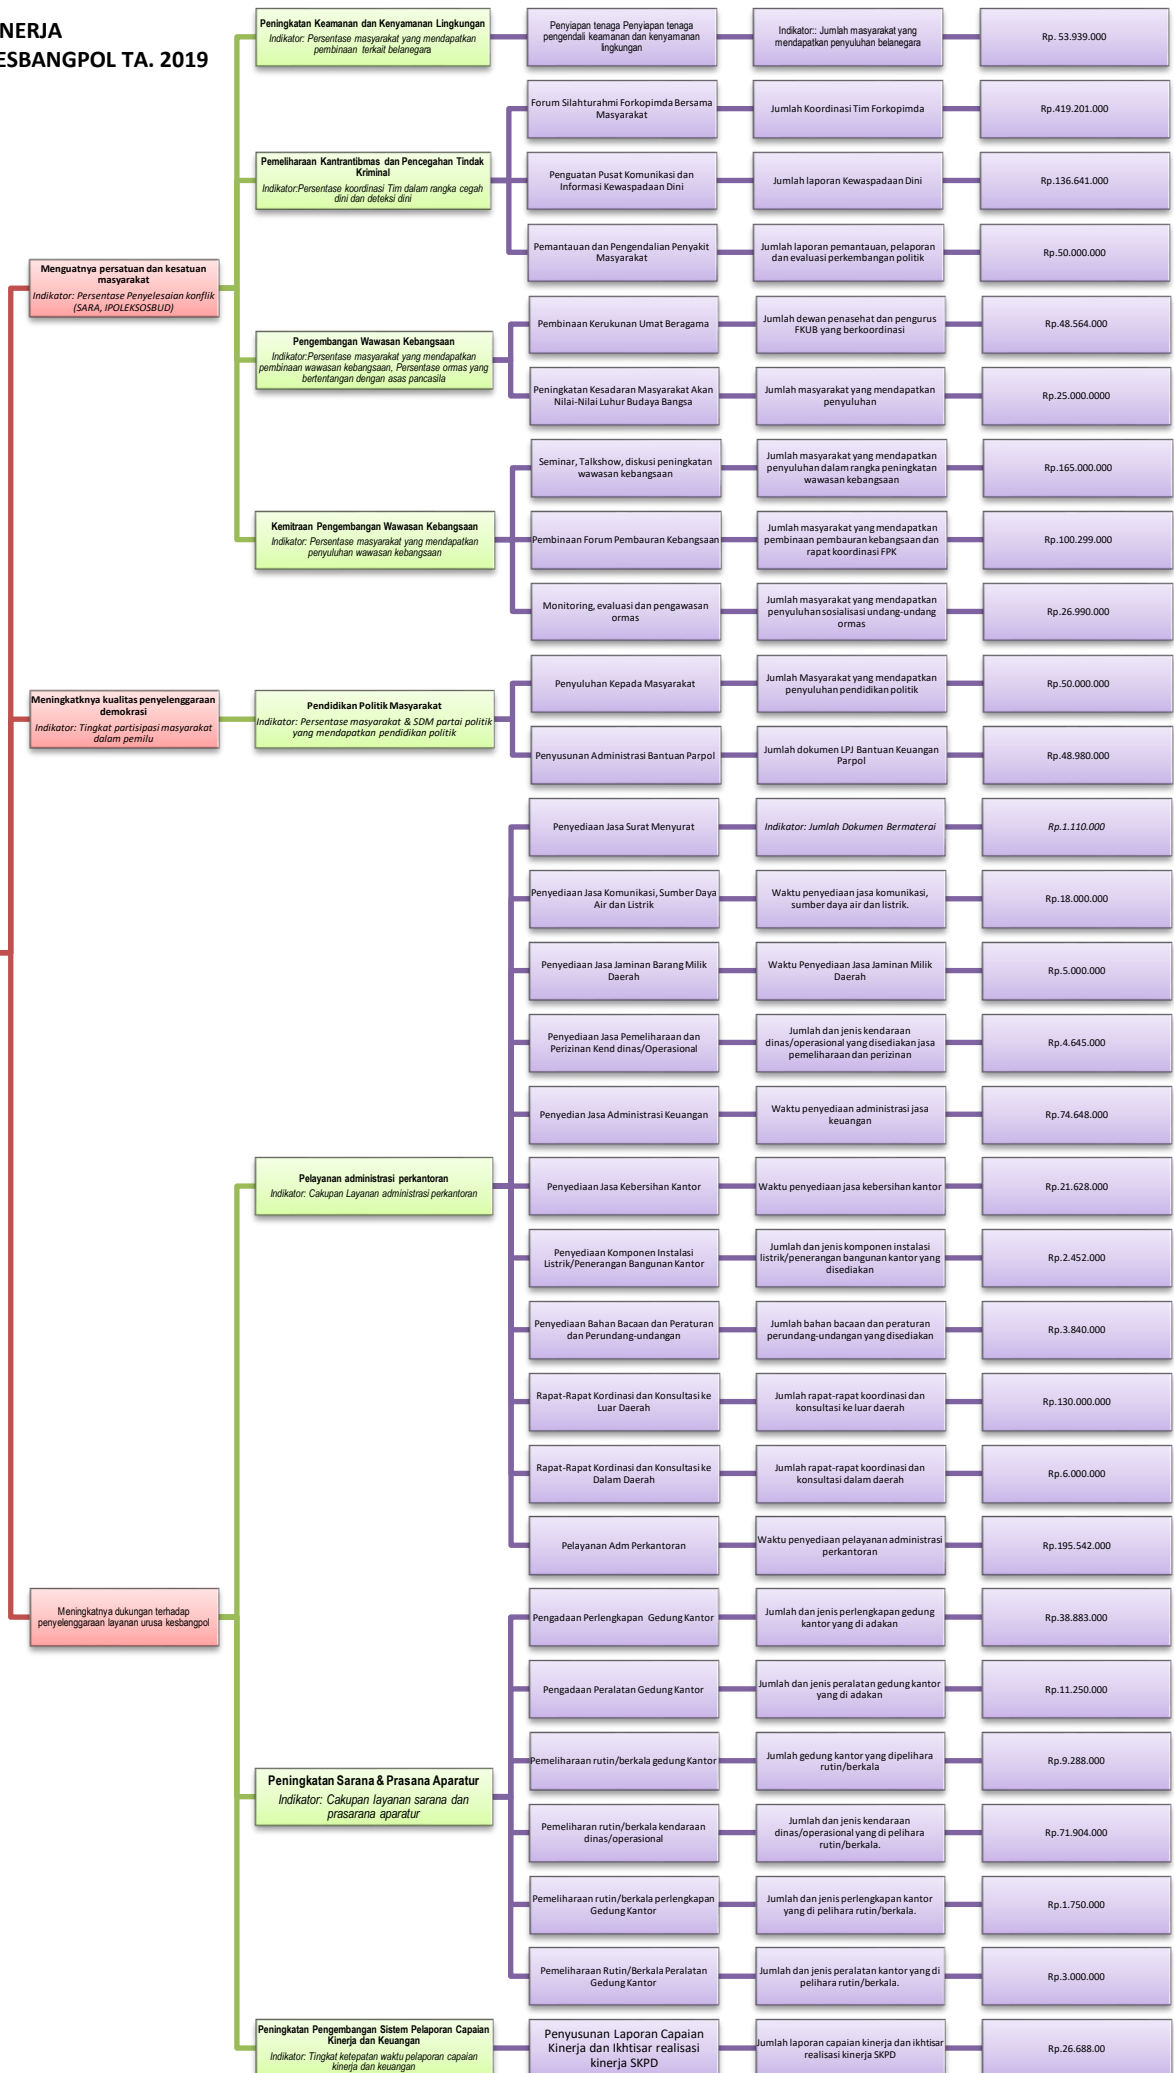 NERJA
ESBANGPOL TA. 2019
Peningkatan Keamanan dan Kenyamanan Lingkungan
Indikator: Persentase masyarakat yang mendapatkan
pembinaan terkait belanegara
Penyiapan tenaga Penyiapan tenaga
pengendali keamanan dan kenyamanan
lingkungan
Indikator:: Jumlah masyarakat yang
mendapatkan penyuluhan belanegara
Rp. 53.939.000
Forum Silahturahmi Forkopimda Bersama
Masyarakat
Jumlah Koordinasi Tim Forkopimda
Rp.419.201.000
Pemeliharaan Kantrantibmas dan Pencegahan Tindak
Kriminal
Indikator:Persentase koordinasi Tim dalam rangka cegah
dini dan deteksi dini
Penguatan Pusat Komunikasi dan
Informasi Kewaspadaan Dini
Jumlah laporan Kewaspadaan Dini
Rp.136.641.000
Pemantauan dan Pengendalian Penyakit
Masyarakat
Jumlah laporan pemantauan, pelaporan
dan evaluasi perkembangan politik
Rp.50.000.000
Menguatnya persatuan dan kesatuan
masyarakat
Indikator: Persentase Penyelesaian konflik
(SARA, IPOLEKSOSBUD)
Pengembangan Wawasan Kebangsaan
Indikator:Persentase masyarakat yang mendapatkan
pembinaan wawasan kebangsaan, Persentase ormas yang
bertentangan dengan asas pancasila
Pembinaan Kerukunan Umat Beragama
Jumlah dewan penasehat dan pengurus
FKUB yang berkoordinasi
Rp.48.564.000
Peningkatan Kesadaran Masyarakat Akan
Nilai-Nilai Luhur Budaya Bangsa
Jumlah masyarakat yang mendapatkan
penyuluhan
Rp.25.000.0000
Seminar, Talkshow, diskusi peningkatan
wawasan kebangsaan
Jumlah masyarakat yang mendapatkan
penyuluhan dalam rangka peningkatan
wawasan kebangsaan
Rp.165.000.000
Kemitraan Pengembangan Wawasan Kebangsaan
Indikator: Persentase masyarakat yang mendapatkan
penyuluhan wawasan kebangsaan
Pembinaan Forum Pembauran Kebangsaan
Jumlah masyarakat yang mendapatkan
pembinaan pembauran kebangsaan dan
rapat koordinasi FPK
Rp.100.299.000
Monitoring, evaluasi dan pengawasan
ormas
Jumlah masyarakat yang mendapatkan
penyuluhan sosialisasi undang-undang
ormas
Rp.26.990.000
Meningkatknya kualitas penyelenggaraan
demokrasi
Indikator: Tingkat partisipasi masyarakat
dalam pemilu
Pendidikan Politik Masyarakat
Indikator: Persentase masyarakat & SDM partai politik
yang mendapatkan pendidikan politik
Penyuluhan Kepada Masyarakat
Jumlah Masyarakat yang mendapatkan
penyuluhan pendidikan politik
Rp.50.000.000
Penyusunan Administrasi Bantuan Parpol
Jumlah dokumen LPJ Bantuan Keuangan
Parpol
Rp.48.980.000
Penyediaan Jasa Surat Menyurat
Indikator: Jumlah Dokumen Bermaterai
Rp.1.110.000
Penyediaan Jasa Komunikasi, Sumber Daya
Air dan Listrik
Waktu penyediaan jasa komunikasi,
sumber daya air dan listrik.
Rp.18.000.000
Penyediaan Jasa Jaminan Barang Milik
Daerah
Waktu Penyediaan Jasa Jaminan Milik
Daerah
Rp.5.000.000
Penyediaan Jasa Pemeliharaan dan
Perizinan Kend dinas/Operasional
Jumlah dan jenis kendaraan
dinas/operasional yang disediakan jasa
pemeliharaan dan perizinan
Rp.4.645.000
Penyedian Jasa Administrasi Keuangan
Waktu penyediaan administrasi jasa
keuangan
Rp.74.648.000
Pelayanan administrasi perkantoran
Indikator: Cakupan Layanan administrasi perkantoran
Penyediaan Jasa Kebersihan Kantor
Waktu penyediaan jasa kebersihan kantor
Rp.21.628.000
Penyediaan Komponen Instalasi
Listrik/Penerangan Bangunan Kantor
Jumlah dan jenis komponen instalasi
listrik/penerangan bangunan kantor yang
disediakan
Rp.2.452.000
Penyediaan Bahan Bacaan dan Peraturan
dan Perundang-undangan
Jumlah bahan bacaan dan peraturan
perundang-undangan yang disediakan
Rp.3.840.000
Rapat-Rapat Kordinasi dan Konsultasi ke
Luar Daerah
Jumlah rapat-rapat koordinasi dan
konsultasi ke luar daerah
Rp.130.000.000
Rapat-Rapat Kordinasi dan Konsultasi ke
Dalam Daerah
Jumlah rapat-rapat koordinasi dan
konsultasi dalam daerah
Rp.6.000.000
Pelayanan Adm Perkantoran
Waktu penyediaan pelayanan administrasi
perkantoran
Rp.195.542.000
Meningkatnya dukungan terhadap
penyelenggaraan layanan urusa kesbangpol
Pengadaan Perlengkapan Gedung Kantor
Jumlah dan jenis perlengkapan gedung
kantor yang di adakan
Rp.38.883.000
Pengadaan Peralatan Gedung Kantor
Jumlah dan jenis peralatan gedung kantor
yang di adakan
Rp.11.250.000
Pemeliharaan rutin/berkala gedung Kantor
Jumlah gedung kantor yang dipelihara
rutin/berkala
Rp.9.288.000
Peningkatan Sarana & Prasana Aparatur
Indikator: Cakupan layanan sarana dan
prasarana aparatur
Pemeliharan rutin/berkala kendaraan
dinas/operasional
Jumlah dan jenis kendaraan
dinas/operasional yang di pelihara
rutin/berkala.
Rp.71.904.000
Pemeliharaan rutin/berkala perlengkapan
Gedung Kantor
Jumlah dan jenis perlengkapan kantor
yang di pelihara rutin/berkala.
Rp.1.750.000
Pemeliharaan Rutin/Berkala Peralatan
Gedung Kantor
Jumlah dan jenis peralatan kantor yang di
pelihara rutin/berkala.
Rp.3.000.000
Peningkatan Pengembangan Sistem Pelaporan Capaian
Kinerja dan Keuangan
Indikator: Tingkat ketepatan waktu pelaporan capaian
kinerja dan keuangan
Penyusunan Laporan Capaian
Kinerja dan Ikhtisar realisasi
kinerja SKPD
Jumlah laporan capaian kinerja dan ikhtisar
realisasi kinerja SKPD
Rp.26.688.00